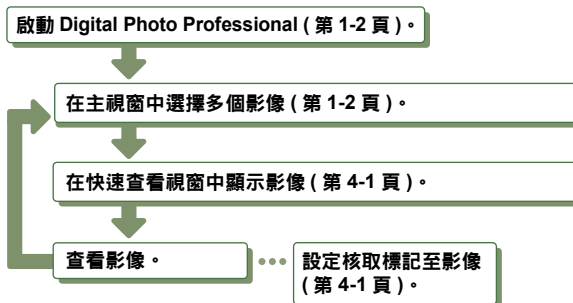 啟動 Digital Photo Professional ( 第 1-2 頁 )。
在主視窗中選擇多個影像 ( 第 1-2 頁 )。
在快速查看視窗中顯示影像 ( 第 4-1 頁 )。
查看影像。
設定核取標記至影像
( 第 4-1 頁 )。